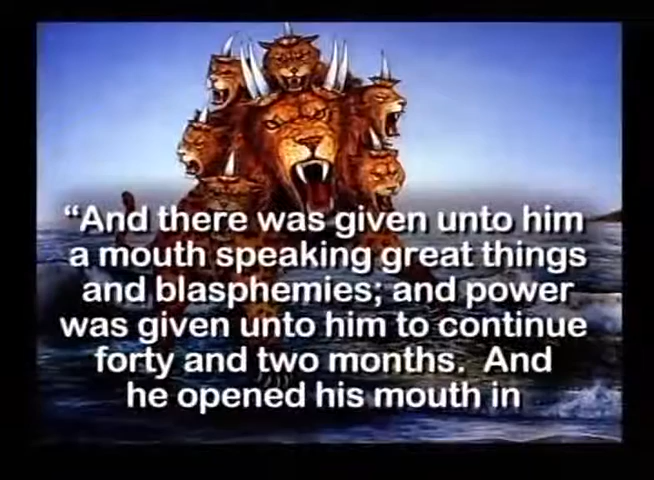 “And there was given unto him
a mouth speaking great things
and blasphemies; and power
was given unto him to continue
forty and two months.  And
he opened his mouth in